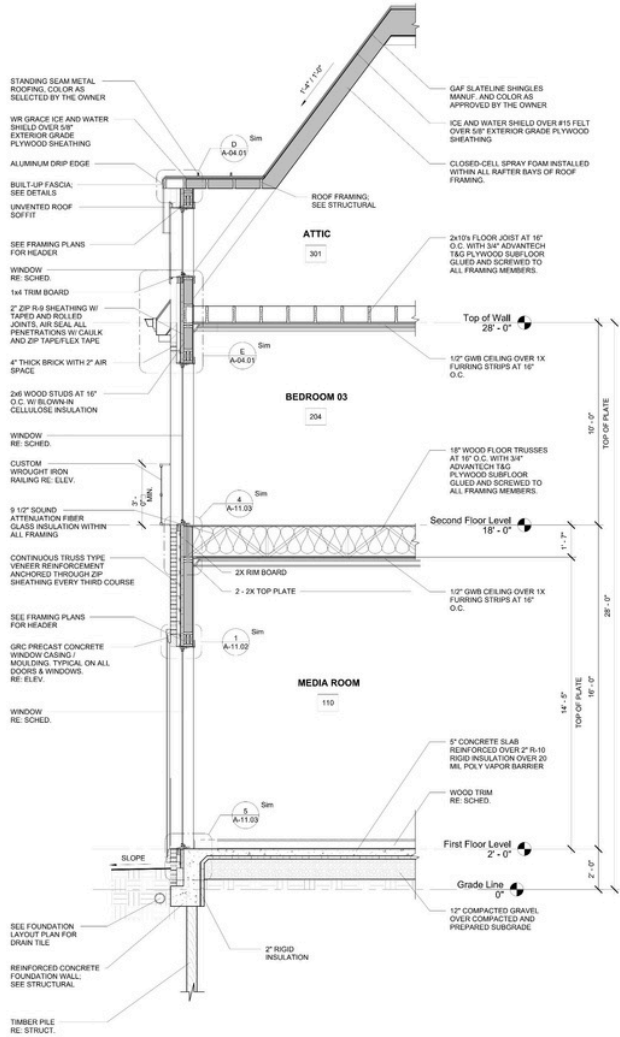 STANDING SEAM METAL
ROOFING, COLOR AS
SELECTED BY THE OWNER
WR GRACE ICE AND WATER
SHIELD OVER 5/8"
EXTERIOR GRADE
PLYWOOD SHEATHING
ALUMINUM DRIP EDGE
BUILT-UP FASCIA;
SEE DETAILS
UNVENTED ROOF
SOFFIT
SEE FRAMING PLANS
FOR HEADER
WINDOW
RE: SCHED.
1x4 TRIM BOARD
2" ZIP R-9 SHEATHING W/
TAPED AND ROLLED
JOINTS, AIR SEAL ALL
PENETRATIONS W/ CAULK
AND ZIP TAPE/FLEX TAPE
4" THICK BRICK WITH 2" AIR
SPACE
2x6 WOOD STUDS AT 16"
O.C. W/ BLOWN-IN
CELLULOSE INSULATION
WINDOW
RE: SCHED.
CUSTOM
WROUGHT IRON
RAILING RE: ELEV.
3' - 0" MIN.
9 1/2" SOUND
ATTENUATION FIBER
GLASS INSULATION WITHIN
ALL FRAMING
CONTINUOUS TRUSS TYPE
VENEER REINFORCEMENT
ANCHORED THROUGH ZIP
SHEATHING EVERY THIRD COURSE
SEE FRAMING PLANS
FOR HEADER
GRC PRECAST CONCRETE
WINDOW CASING /
MOULDING. TYPICAL ON ALL
DOORS & WINDOWS.
RE: ELEV.
WINDOW
RE: SCHED.
SLOPE
SEE FOUNDATION
LAYOUT PLAN FOR
DRAIN TILE
REINFORCED CONCRETE
FOUNDATION WALL;
SEE STRUCTURAL
TIMBER PILE
RE: STRUCT.
1'-4" / 1'-0"
D
A-04.01
Sim
ROOF FRAMING;
SEE STRUCTURAL
ATTIC
301
E
A-04.01
Sim
BEDROOM 03
204
4
A-11.03
Sim
2X RIM BOARD
2 - 2X TOP PLATE
1
A-11.02
Sim
MEDIA ROOM
110
5
A-11.03
Sim
2" RIGID
INSULATION
GAF SLATELINE SHINGLES
MANUF. AND COLOR AS
APPROVED BY THE OWNER
ICE AND WATER SHIELD OVER #15 FELT
OVER 5/8" EXTERIOR GRADE PLYWOOD
SHEATHING
CLOSED-CELL SPRAY FOAM INSTALLED
WITHIN ALL RAFTER BAYS OF ROOF
FRAMING.
2x10's FLOOR JOIST AT 16"
O.C. WITH 3/4" ADVANTECH
T&G PLYWOOD SUBFLOOR
GLUED AND SCREWED TO
ALL FRAMING MEMBERS.
Top of Wall
28' - 0"
1/2" GWB CEILING OVER 1X
FURRING STRIPS AT 16"
O.C.
18" WOOD FLOOR TRUSSES
AT 16" O.C. WITH 3/4"
ADVANTECH T&G
PLYWOOD SUBFLOOR
GLUED AND SCREWED TO
ALL FRAMING MEMBERS.
Second Floor Level
18' - 0"
1/2" GWB CEILING OVER 1X
FURRING STRIPS AT 16"
O.C.
5" CONCRETE SLAB
REINFORCED OVER 2" R-10
RIGID INSULATION OVER 20
MIL POLY VAPOR BARRIER
WOOD TRIM
RE: SCHED.
First Floor Level
2' - 0"
Grade Line
0"
12" COMPACTED GRAVEL
OVER COMPACTED AND
PREPARED SUBGRADE
10' - 0"
TOP OF PLATE
1' - 7"
14' - 5"
TOP OF PLATE
16' - 0"
28' - 0"
2' - 0"